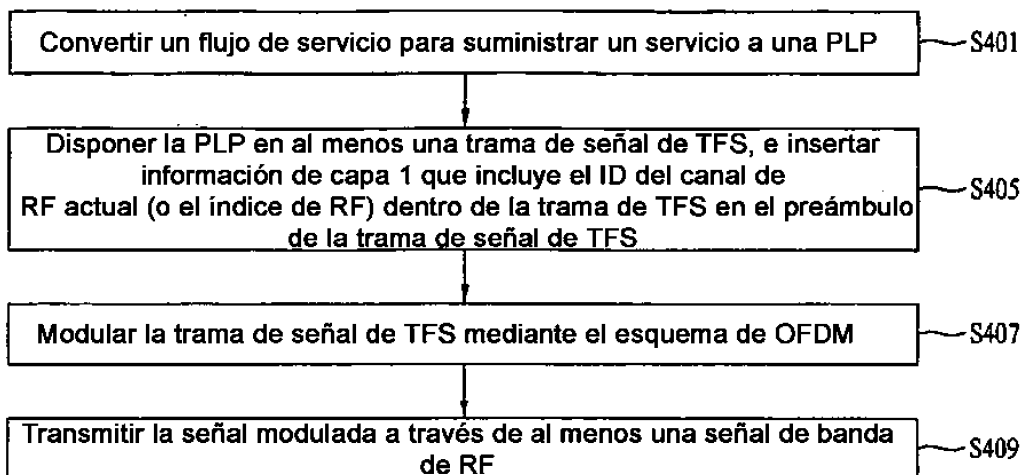 Convertir un flujo de servicio para suministrar un servicio a una PLP
S401
Disponer la PLP en al menos una trama de señal de TFS, e insertar
información de capa 1 que incluye el ID del canal de
RF actual (o el índice de RF) dentro de la trama de TFS en el preámbulo
de la trama de señal de TFS
S405
Modular la trama de señal de TFS mediante el esquema de OFDM
S407
Transmitir la señal modulada a través de al menos una señal de banda
de RF
S409